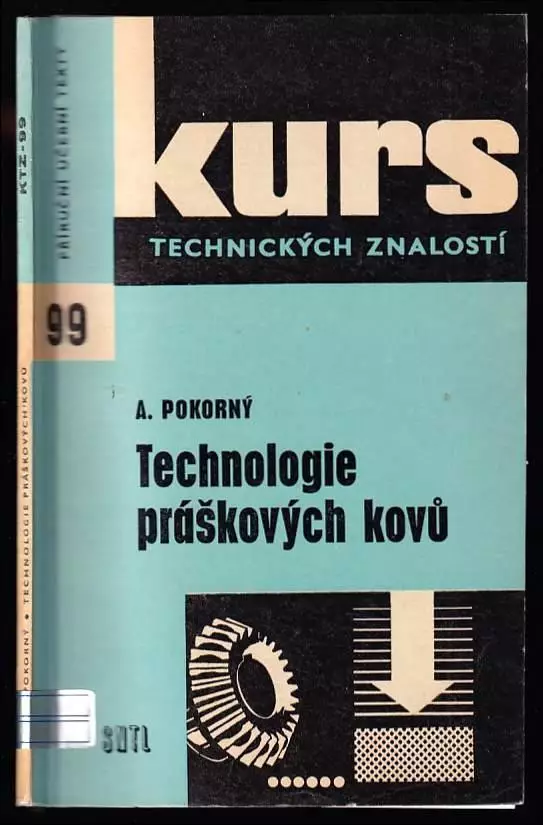 kurs
TECHNICKÝCH ZNALOSTÍ
PŘÍRUČNÍ UČEBNÍ TEXTY
99
A. POKORNÝ
Technologie
práškových kovů
SNTL
KTZ-99
POKORNÝ • TECHNOLOGIE PRÁŠKOVÝCH KOVŮ